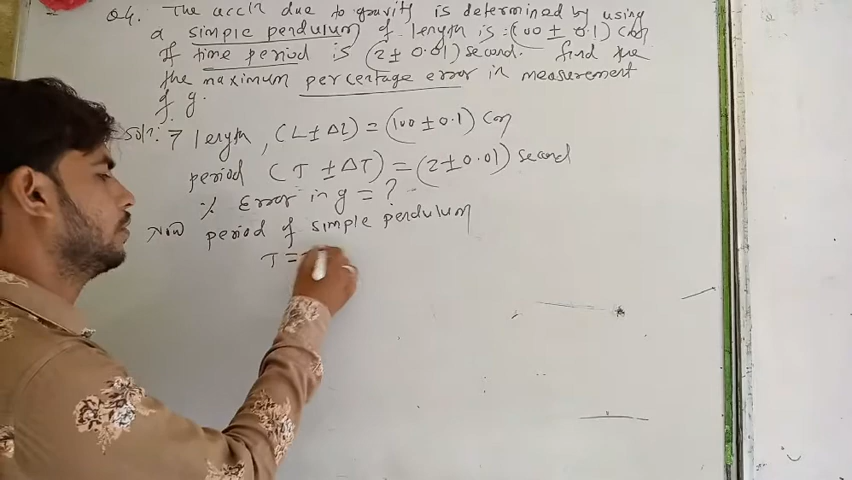 Q4. The accln due to gravity is determined by using
a simple pendulum of length is :(100 ± 0.1) cm
If time period is (2 ± 0.01) second. find the
the maximum percentage error in measurement
of g.
Soln: → length, (L ± Δl) = (100 ± 0.1) cm
period (T ± ΔT) = (2 ± 0.01) second
% Error in g = ?
Now period of simple pendulum
T =